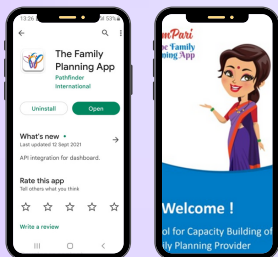 13:26
53%
The Family
Planning App
Pathfinder
International
Uninstall
Open
What's new •
Last updated 12 Sept 2021
API integration for dashboard.
Rate this app
Tell others what you think
Write a review
mPari
Family
ning App
Welcome !
ol for Capacity Building of
ily Planning Provider